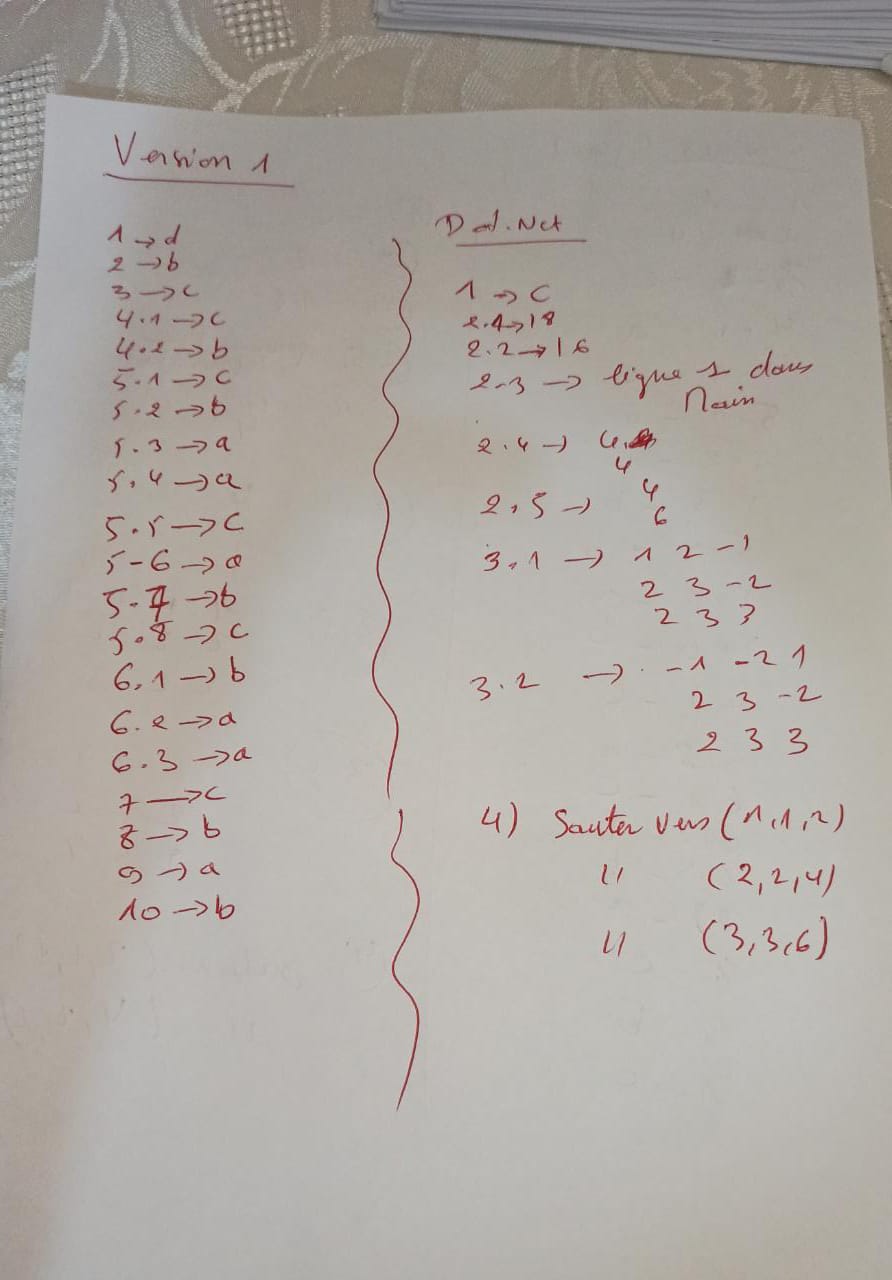 Version 1
1 → d
2 → b
3 → c
4.1 → c
4.2 → b
5.1 → c
5.2 → b
5.3 → a
5.4 → a
5.5 → c
5-6 → a
5.7 → b
5.8 → c
6.1 → b
6.2 → a
6.3 → a
7 → c
8 → b
9 → a
10 → b
Dot.Net
1 → c
2.1 → 18
2.2 → 16
2-3 → ligne 1 dans
Main
2.4 → 4
4
2.5 → 4
6
3.1 → 1 2 -1
2 3 -2
2 3 3
3.2 → -1 -2 1
2 3 -2
2 3 3
4) Sauter vers (1,1,2)
" (2,2,4)
" (3,3,6)